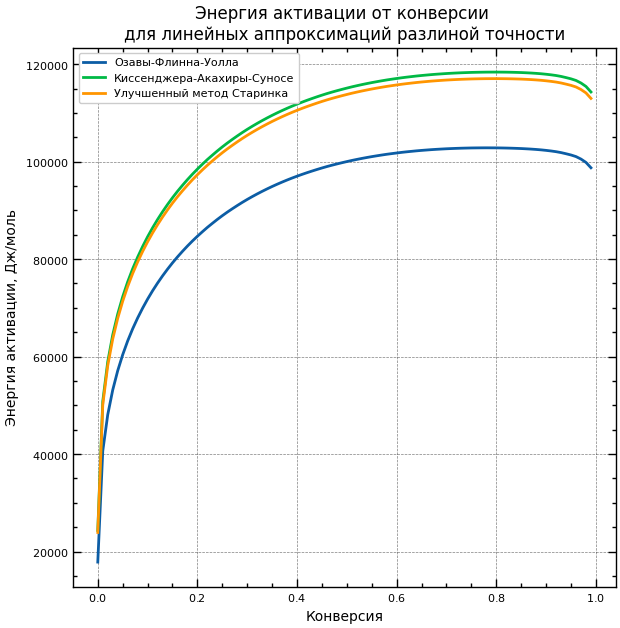 Энергия активации от конверсии
для линейных аппроксимаций разлиной точности
Озавы-Флинна-Уолла
Киссенджера-Акахиры-Суносе
Улучшенный метод Старинка
Энергия активации, Дж/моль
120000
100000
80000
60000
40000
20000
0.0 0.2 0.4 0.6 0.8 1.0
Конверсия